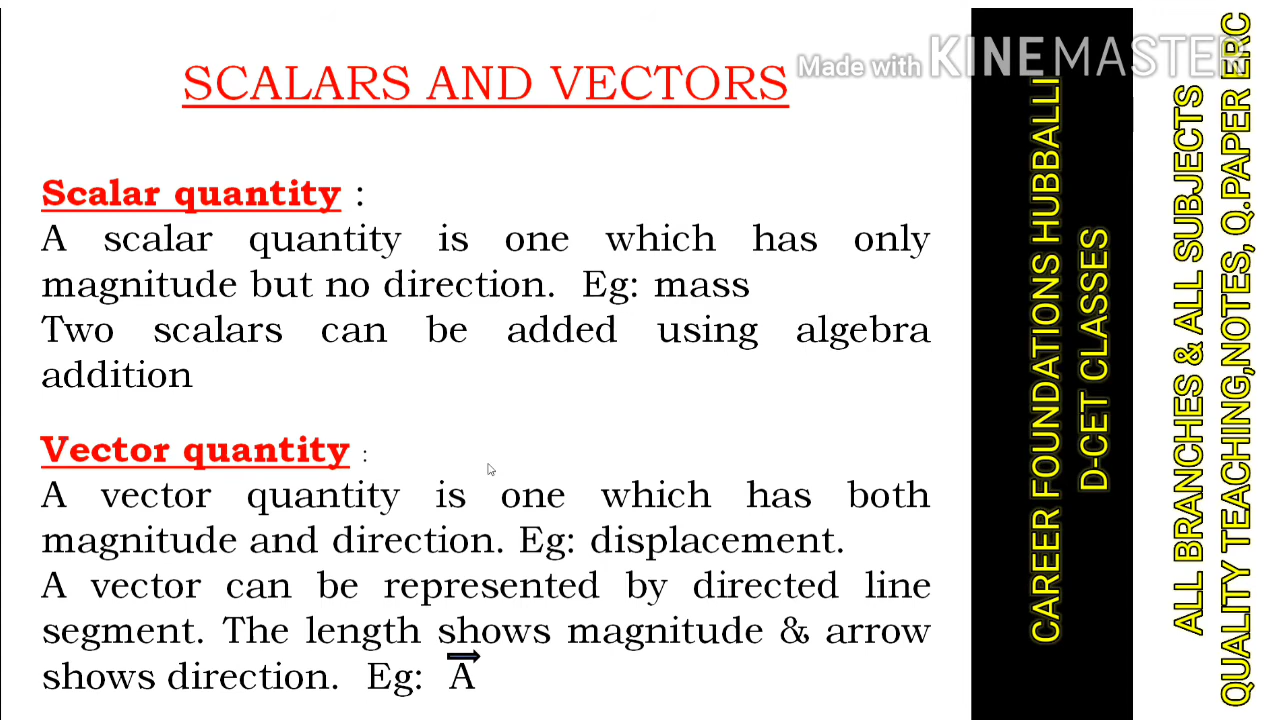 SCALARS AND VECTORS
Made with KINEMASTER
Scalar quantity :
A scalar quantity is one which has only
magnitude but no direction. Eg: mass
Two scalars can be added using algebra
addition
Vector quantity :
A vector quantity is one which has both
magnitude and direction. Eg: displacement.
A vector can be represented by directed line
segment. The length shows magnitude & arrow
shows direction. Eg: A
CAREER FOUNDATIONS HUBBALLI
D-CET CLASSES
ALL BRANCHES & ALL SUBJECTS
QUALITY TEACHING,NOTES, Q.PAPER ERC